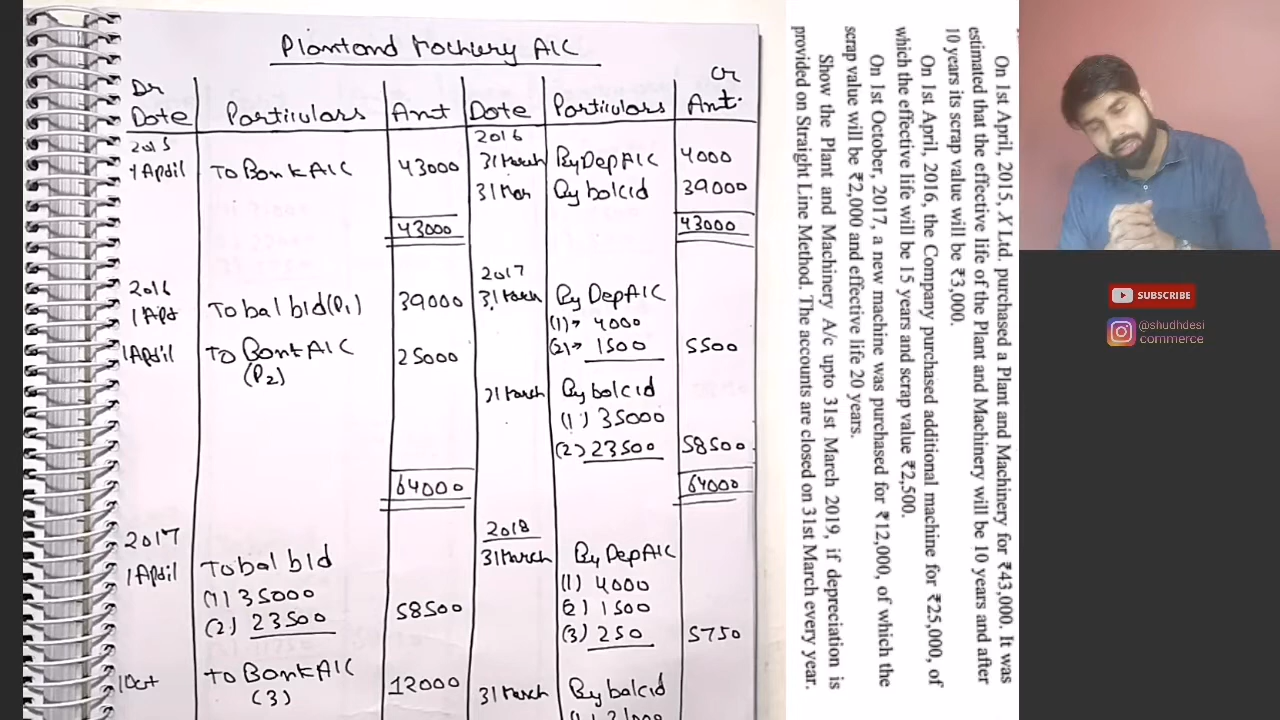 Plant and Machinery A/C
Dr
Cr
Date Particulars Amt Date Particulars Amt.
2015
2016
1 April To Bank A/C 43000 31 March By Dep A/C 4000
31 Mar By bal c/d 39000
43000 43000
2016
2017
1 Apr To bal b/d (P1) 39000 31 March By Dep A/C
(1)→ 4000
1 April To Bank A/C 25000 (2)→ 1500 5500
(P2)
31 March By bal c/d
(1) 35000
(2) 23500 58500
64000 64000
2017
2018
1 April To bal b/d 31 March By Dep A/C
(1) 35000 (1) 4000
(2) 23500 58500 (2) 1500
(3) 250 5750
1 Oct To Bank A/C 12000 31 March By bal c/d
(3)
On 1st April, 2015, X Ltd. purchased a Plant and Machinery for ₹43,000. It was
estimated that the effective life of the Plant and Machinery will be 10 years and after
10 years its scrap value will be ₹3,000.
On 1st April, 2016, the Company purchased additional machine for ₹25,000, of
which the effective life will be 15 years and scrap value ₹2,500.
On 1st October, 2017, a new machine was purchased for ₹12,000, of which the
scrap value will be ₹2,000 and effective life 20 years.
Show the Plant and Machinery A/c upto 31st March 2019, if depreciation is
provided on Straight Line Method. The accounts are closed on 31st March every year.
SUBSCRIBE
@shudhdesi
commerce